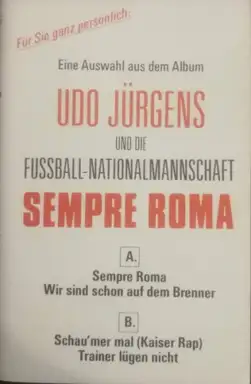 Für Sie ganz persönlich:
Eine Auswahl aus dem Album
UDO JÜRGENS
UND DIE
FUSSBALL-NATIONALMANNSCHAFT
SEMPRE ROMA
A.
Sempre Roma
Wir sind schon auf dem Brenner
B.
Schau'mer mal (Kaiser Rap)
Trainer lügen nicht